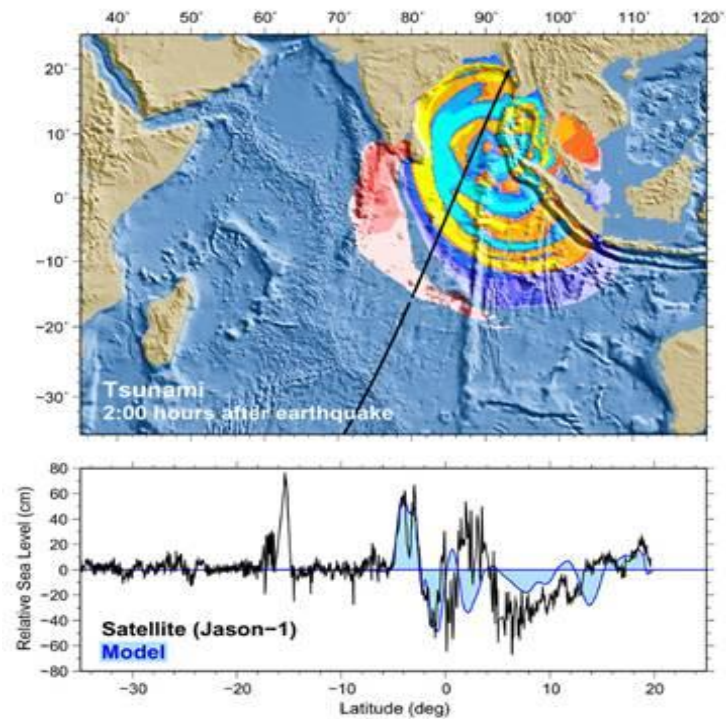 40° 50° 60° 70° 80° 90° 100° 110° 120°
20°
10°
0°
−10°
−20°
−30°
Tsunami
2:00 hours after earthquake
80
60
40
20
0
−20
−40
−60
−80
Relative Sea Level (cm)
Satellite (Jason−1)
Model
−30 −20 −10 0 10 20
Latitude (deg)